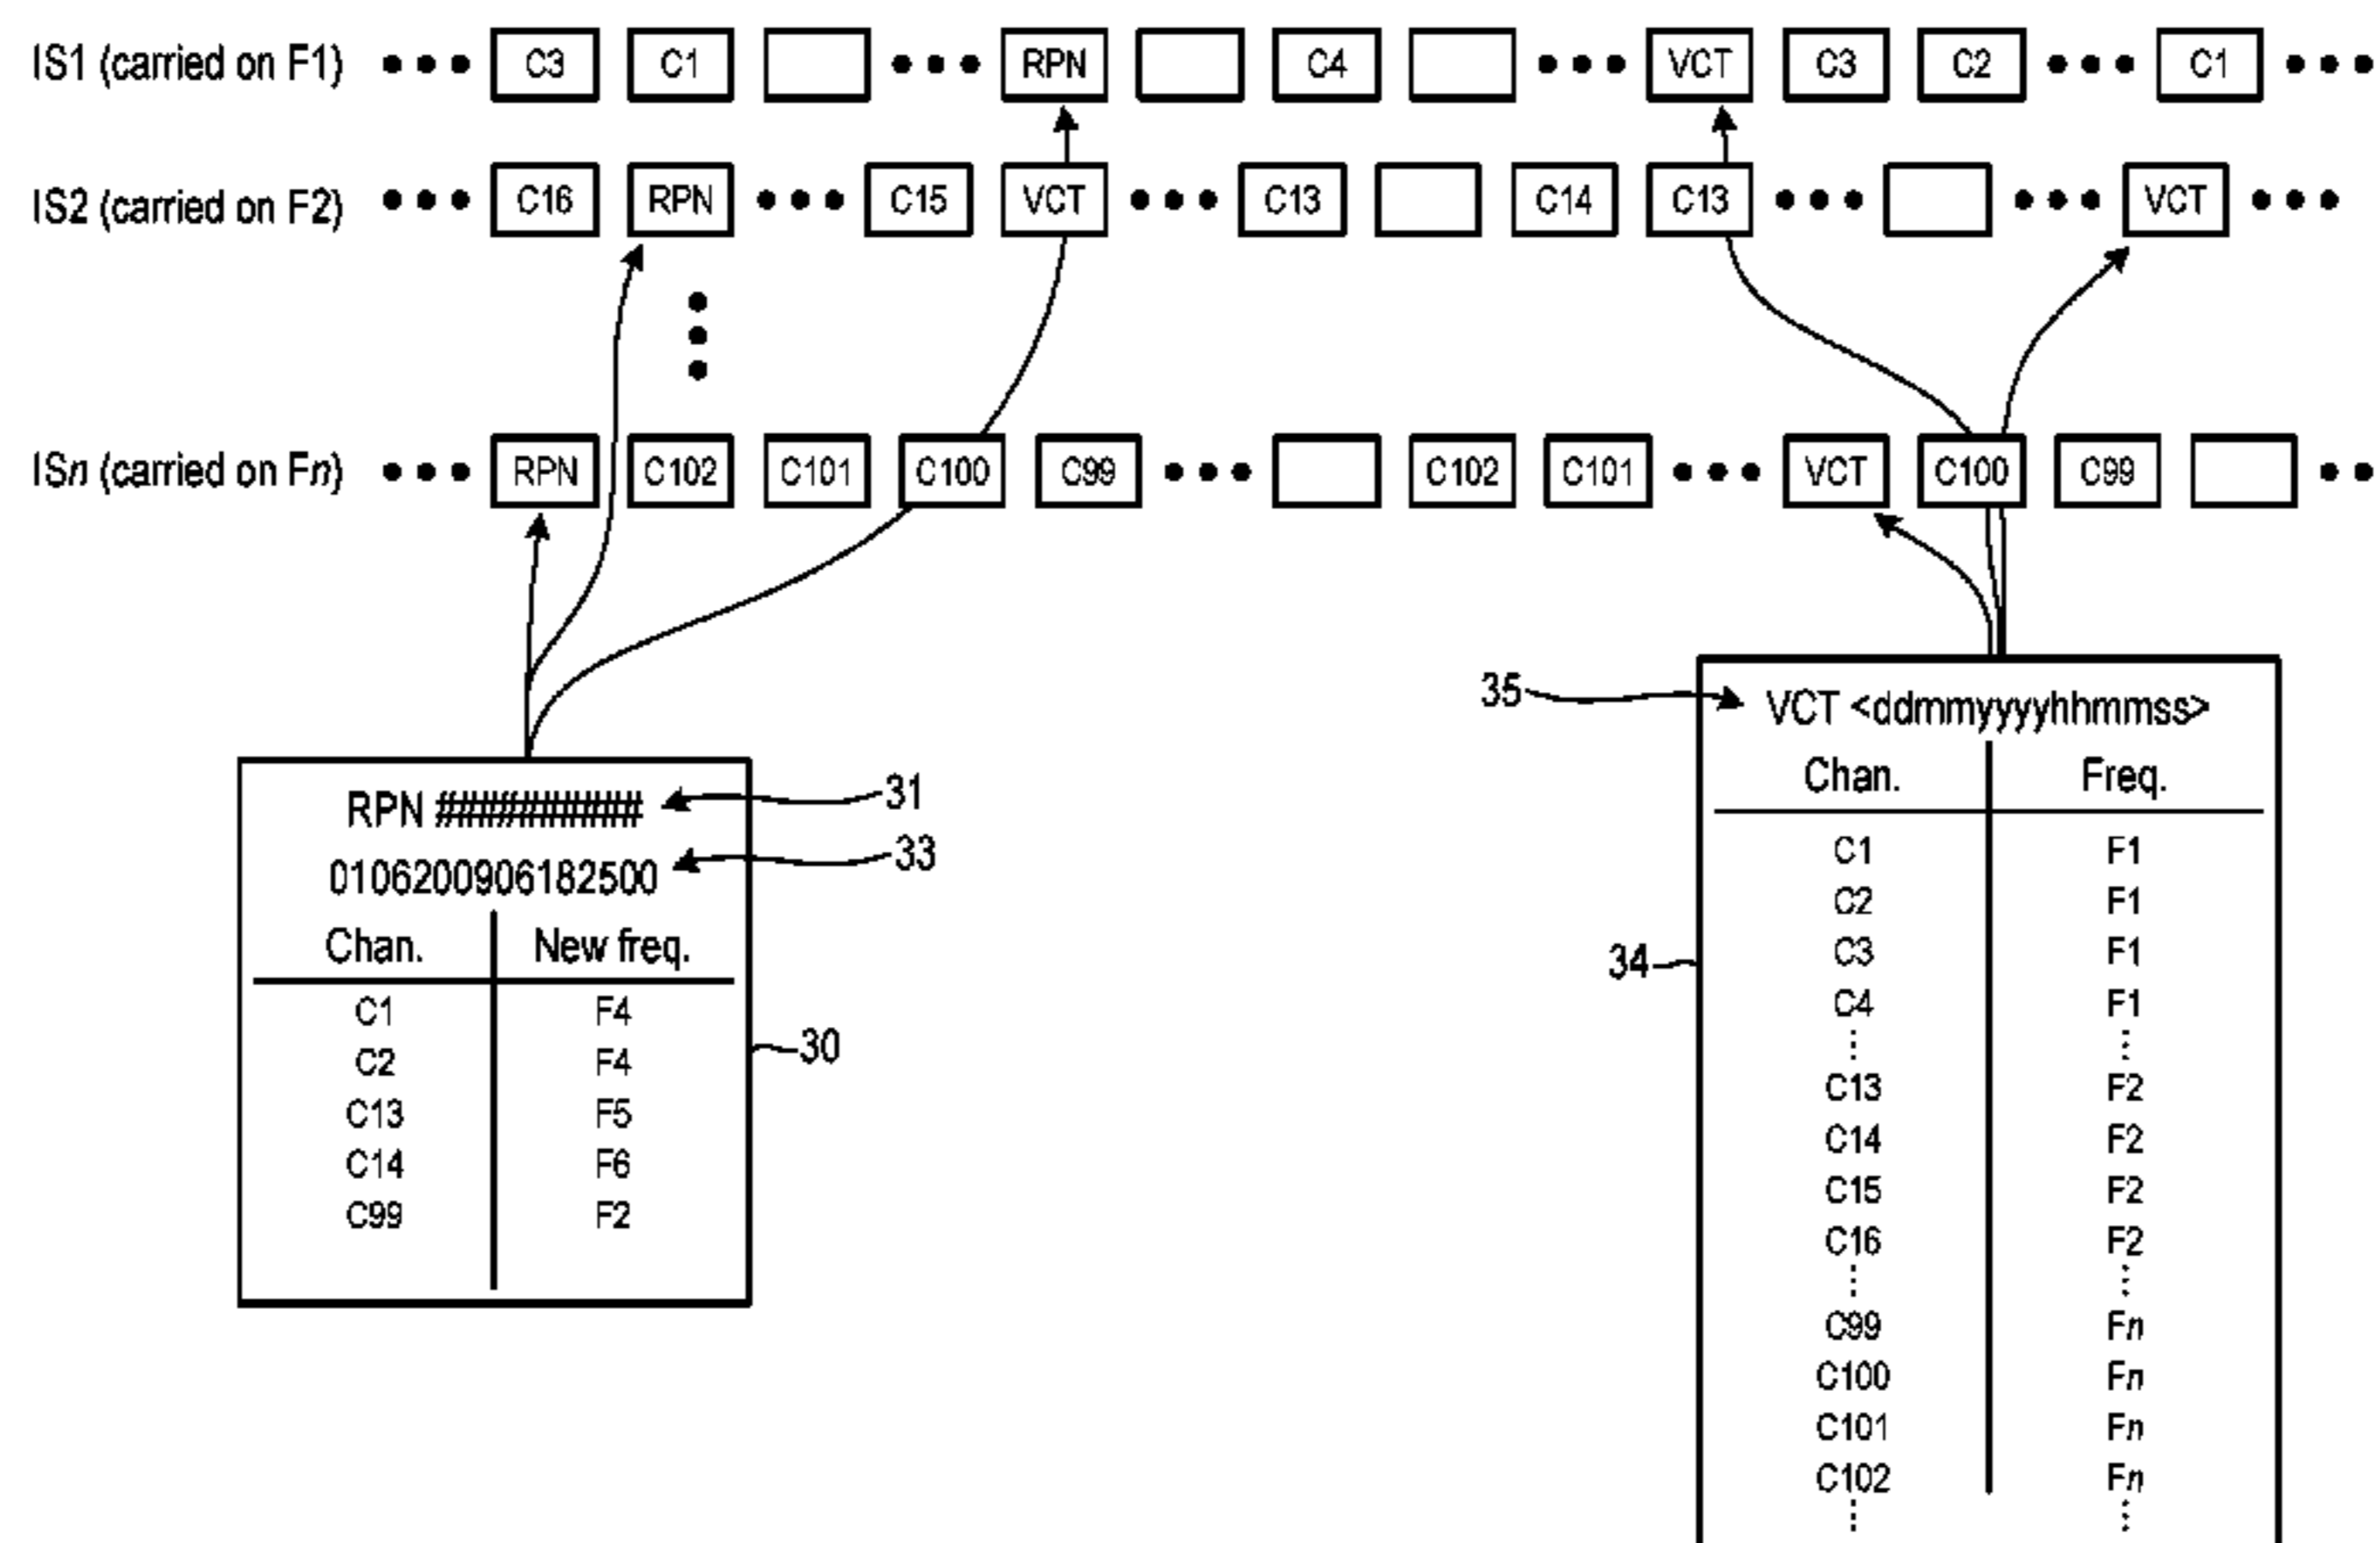 IS1 (carried on F1) ••• C3 C1 ••• RPN C4 ••• VCT C3 C2 ••• C1 •••
IS2 (carried on F2) ••• C16 RPN ••• C15 VCT ••• C13 C14 C13 ••• ••• VCT •••
ISn (carried on Fn) ••• RPN C102 C101 C100 C99 ••• C102 C101 ••• VCT C100 C99 ••
RPN ##############
31
0106200906182500
33
Chan. New freq.
C1 F4
C2 F4
C13 F5
C14 F6
C99 F2
30
35
VCT <ddmmyyyyhhmmss>
Chan. Freq.
C1 F1
C2 F1
C3 F1
C4 F1
⋮ ⋮
C13 F2
C14 F2
C15 F2
C16 F2
⋮ ⋮
C99 Fn
C100 Fn
C101 Fn
C102 Fn
⋮ ⋮
34